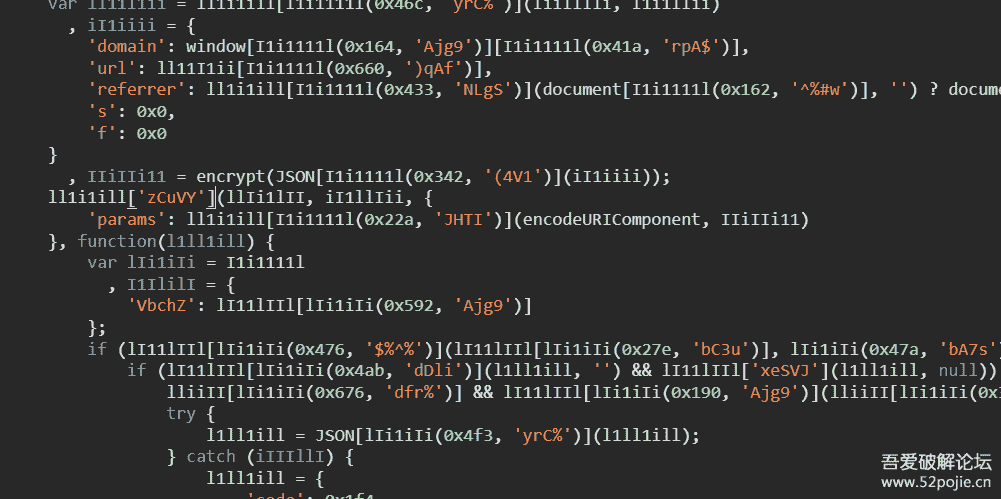 var ll1l1iii = ll1i1ill[l1i1111l(0x46c, 'yrC%')](liilllli, l1i1llii)
, iI1iiii = {
'domain': window[I1i1111l(0x164, 'Ajg9')][I1i1111l(0x41a, 'rpA$')],
'url': ll11I1ii[I1i1111l(0x660, ')qAf')],
'referrer': ll1i1ill[I1i1111l(0x433, 'NLgS')](document[I1i1111l(0x162, '^%#w')], '') ? docume
's': 0x0,
'f': 0x0
}
, IIiIIi11 = encrypt(JSON[I1i1111l(0x342, '(4V1')](iI1iiii));
ll1i1ill['zCuVY'](llIi1lII, iI1llIii, {
'params': ll1i1ill[I1i1111l(0x22a, 'JHTI')](encodeURIComponent, IIiIIi11)
}, function(l1ll1ill) {
var lIi1iIi = I1i1111l
, I1IlilI = {
'VbchZ': lI11lIIl[lIi1iIi(0x592, 'Ajg9')]
};
if (lI11lIIl[lIi1iIi(0x476, '$%^%')](lI11lIIl[lIi1iIi(0x27e, 'bC3u')], lIi1iIi(0x47a, 'bA7s'
if (lI11lIIl[lIi1iIi(0x4ab, 'dDli')](l1ll1ill, '') && lI11lIIl['xeSVJ'](l1ll1ill, null))
lliiII[lIi1iIi(0x676, 'dfr%')] && lI11lIIl[lIi1iIi(0x190, 'Ajg9')](lliiII[lIi1iIi(0x1
try {
l1ll1ill = JSON[lIi1iIi(0x4f3, 'yrC%')](l1ll1ill);
} catch (iIIIllI) {
l1ll1ill = {
'code': 0x1f4
吾爱破解论坛
www.52pojie.cn